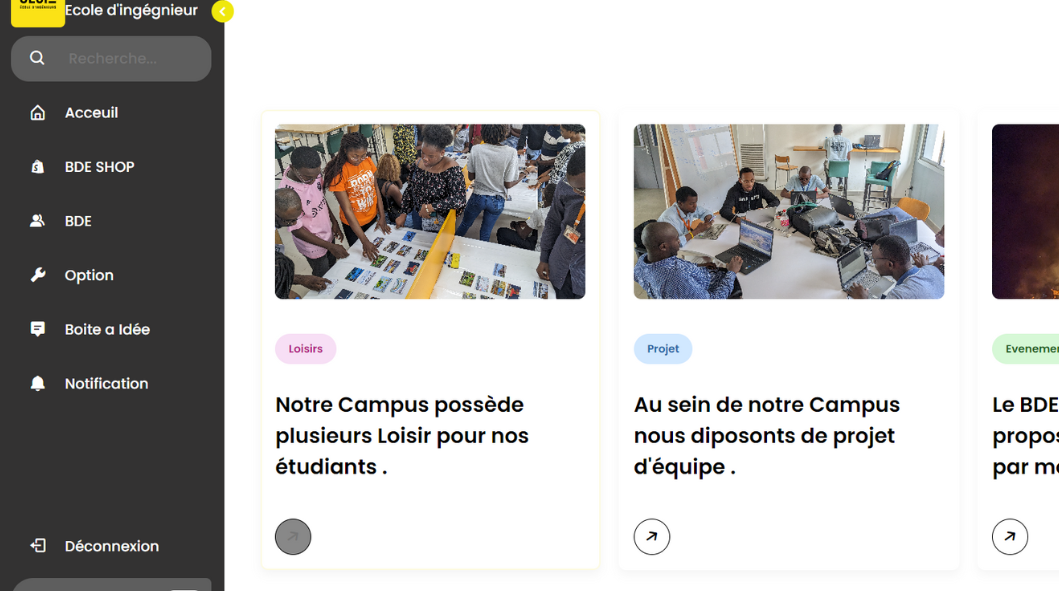 Ecole d'ingégnieur
Recherche...
Acceuil
BDE SHOP
BDE
Option
Boite a Idée
Notification
Déconnexion
Loisirs
Notre Campus possède
plusieurs Loisir pour nos
étudiants .
Projet
Au sein de notre Campus
nous diposonts de projet
d'équipe .
Evenemen
Le BDE
propos
par m